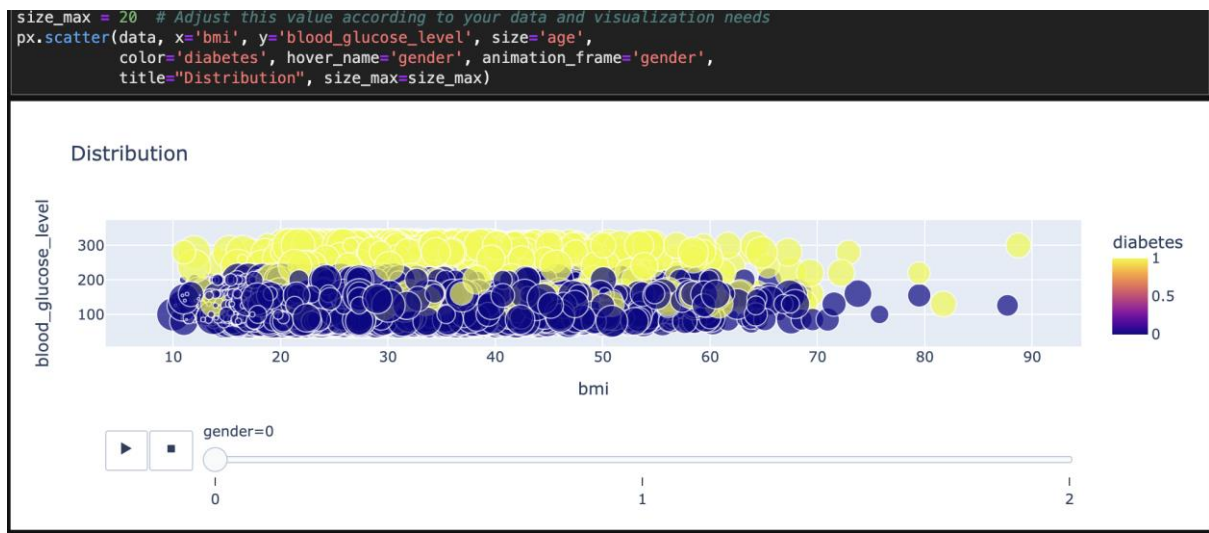 size_max = 20 # Adjust this value according to your data and visualization needs
px.scatter(data, x='bmi', y='blood_glucose_level', size='age',
color='diabetes', hover_name='gender', animation_frame='gender',
title="Distribution", size_max=size_max)
Distribution
blood_glucose_level
300
200
100
10 20 30 40 50 60 70 80 90
bmi
diabetes
1
0.5
0
gender=0
0 1 2